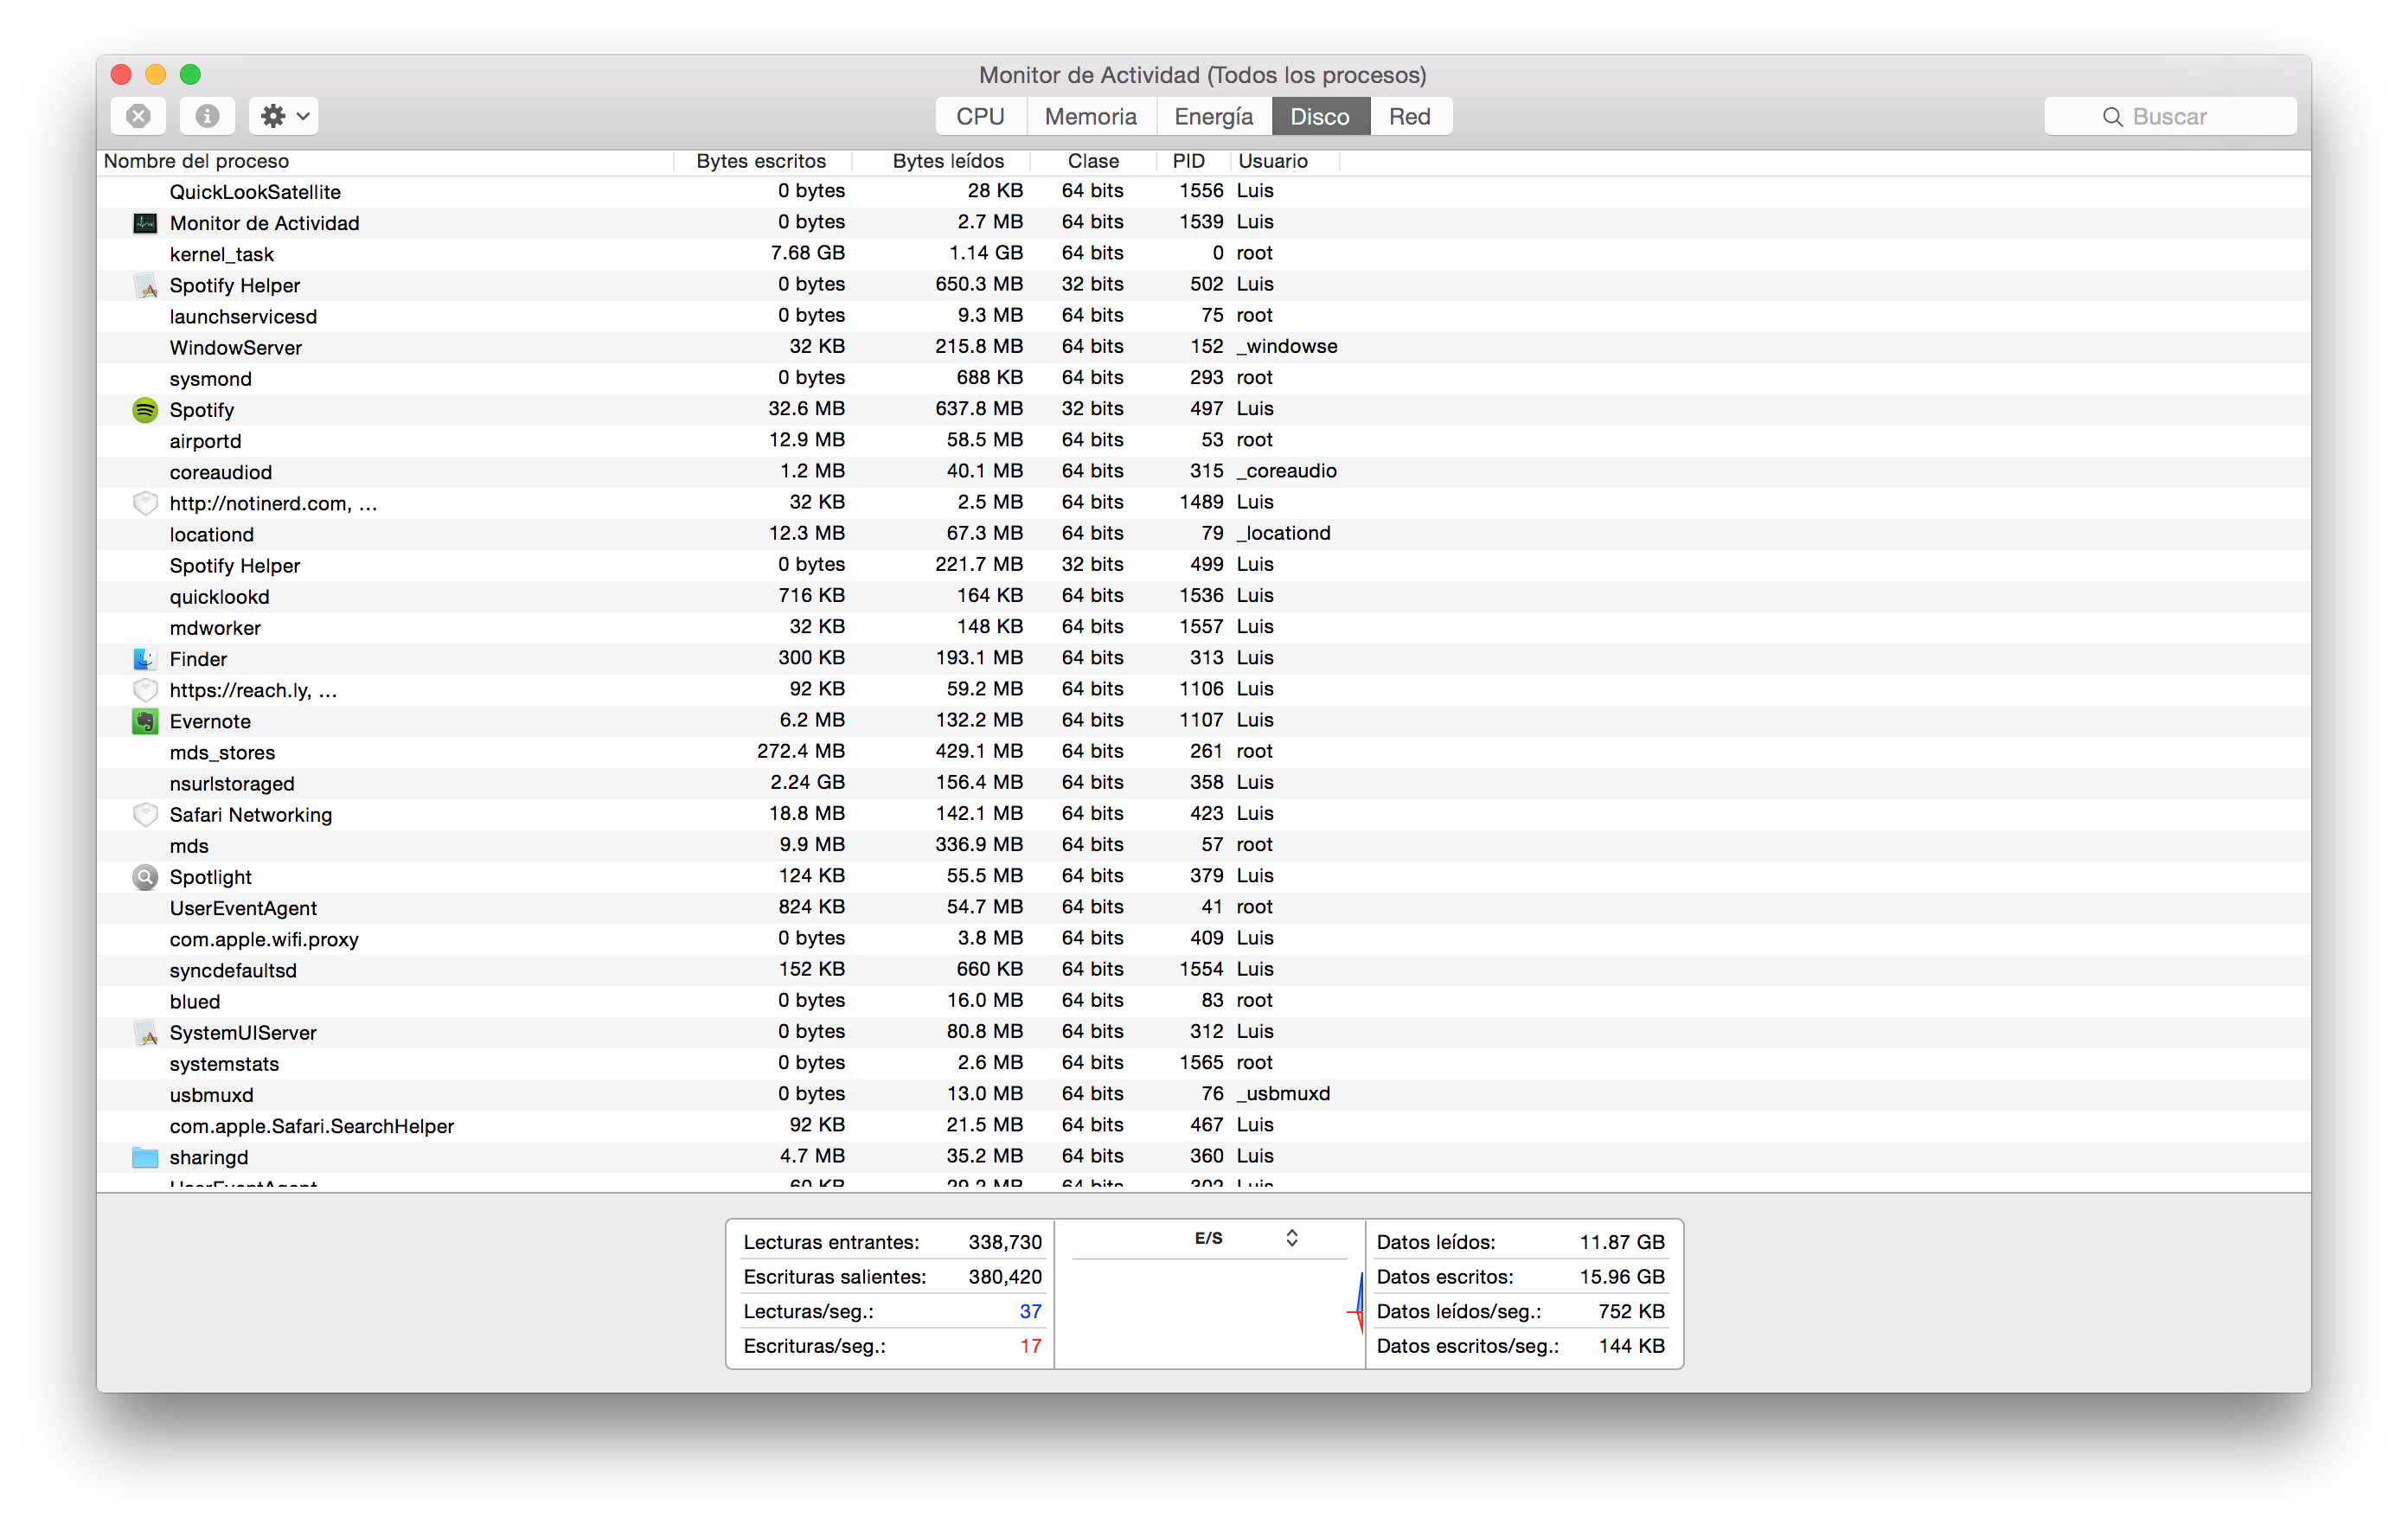 Monitor de Actividad (Todos los procesos)
CPU Memoria Energía Disco Red Buscar
Nombre del proceso Bytes escritos Bytes leídos Clase PID Usuario
QuickLookSatellite 0 bytes 28 KB 64 bits 1556 Luis
Monitor de Actividad 0 bytes 2.7 MB 64 bits 1539 Luis
kernel_task 7.68 GB 1.14 GB 64 bits 0 root
Spotify Helper 0 bytes 650.3 MB 32 bits 502 Luis
launchservicesd 0 bytes 9.3 MB 64 bits 75 root
WindowServer 32 KB 215.8 MB 64 bits 152 _windowse
sysmond 0 bytes 688 KB 64 bits 293 root
Spotify 32.6 MB 637.8 MB 32 bits 497 Luis
airportd 12.9 MB 58.5 MB 64 bits 53 root
coreaudiod 1.2 MB 40.1 MB 64 bits 315 _coreaudio
http://notinerd.com, ... 32 KB 2.5 MB 64 bits 1489 Luis
locationd 12.3 MB 67.3 MB 64 bits 79 _locationd
Spotify Helper 0 bytes 221.7 MB 32 bits 499 Luis
quicklookd 716 KB 164 KB 64 bits 1536 Luis
mdworker 32 KB 148 KB 64 bits 1557 Luis
Finder 300 KB 193.1 MB 64 bits 313 Luis
https://reach.ly, ... 92 KB 59.2 MB 64 bits 1106 Luis
Evernote 6.2 MB 132.2 MB 64 bits 1107 Luis
mds_stores 272.4 MB 429.1 MB 64 bits 261 root
nsurlstoraged 2.24 GB 156.4 MB 64 bits 358 Luis
Safari Networking 18.8 MB 142.1 MB 64 bits 423 Luis
mds 9.9 MB 336.9 MB 64 bits 57 root
Spotlight 124 KB 55.5 MB 64 bits 379 Luis
UserEventAgent 824 KB 54.7 MB 64 bits 41 root
com.apple.wifi.proxy 0 bytes 3.8 MB 64 bits 409 Luis
syncdefaultsd 152 KB 660 KB 64 bits 1554 Luis
blued 0 bytes 16.0 MB 64 bits 83 root
SystemUIServer 0 bytes 80.8 MB 64 bits 312 Luis
systemstats 0 bytes 2.6 MB 64 bits 1565 root
usbmuxd 0 bytes 13.0 MB 64 bits 76 _usbmuxd
com.apple.Safari.SearchHelper 92 KB 21.5 MB 64 bits 467 Luis
sharingd 4.7 MB 35.2 MB 64 bits 360 Luis
UserEventAgent 60 KB 29.2 MB 64 bits 302 Luis
Lecturas entrantes: 338,730 E/S Datos leídos: 11.87 GB
Escrituras salientes: 380,420 Datos escritos: 15.96 GB
Lecturas/seg.: 37 Datos leídos/seg.: 752 KB
Escrituras/seg.: 17 Datos escritos/seg.: 144 KB